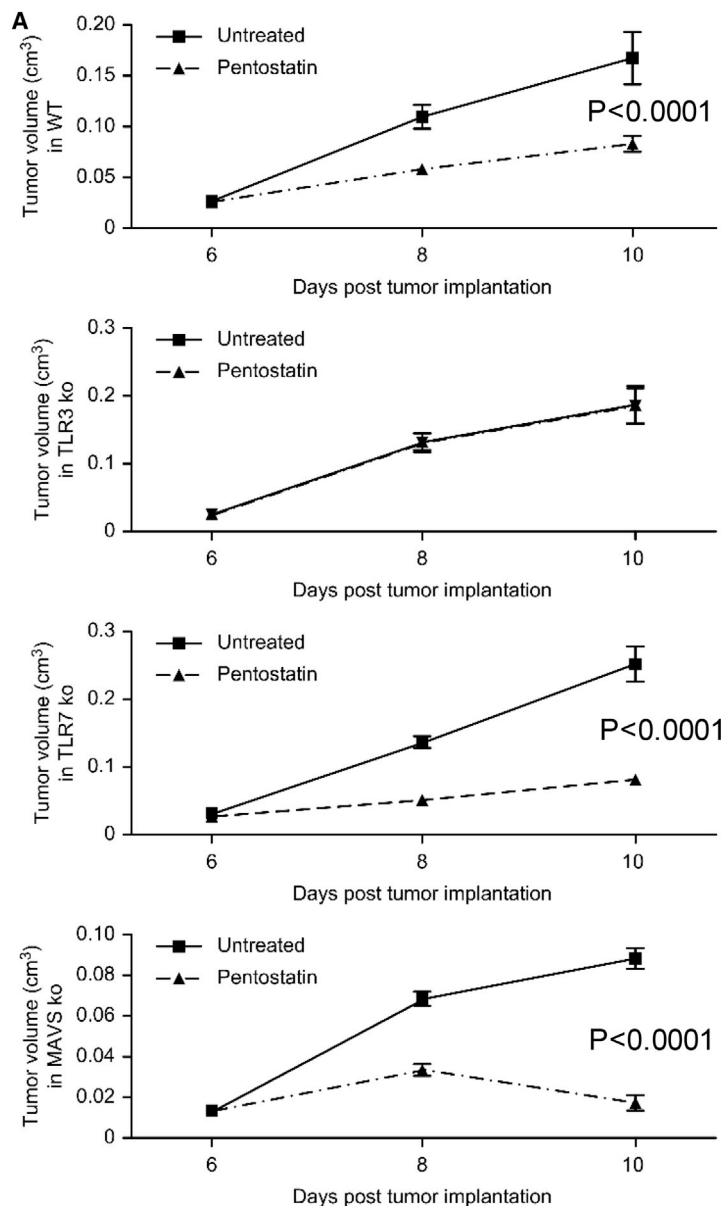 A
Untreated
Pentostatin
Tumor volume (cm³)
in WT
0.20
0.15
0.10
0.05
0
P<0.0001
6
8
10
Days post tumor implantation
Untreated
Pentostatin
Tumor volume (cm³)
in TLR3 ko
0.3
0.2
0.1
0
6
8
10
Days post tumor implantation
Untreated
Pentostatin
Tumor volume (cm³)
in TLR7 ko
0.3
0.2
0.1
0
P<0.0001
6
8
10
Days post tumor implantation
Untreated
Pentostatin
Tumor volume (cm³)
in MAVS ko
0.10
0.08
0.06
0.04
0.02
0
P<0.0001
6
8
10
Days post tumor implantation